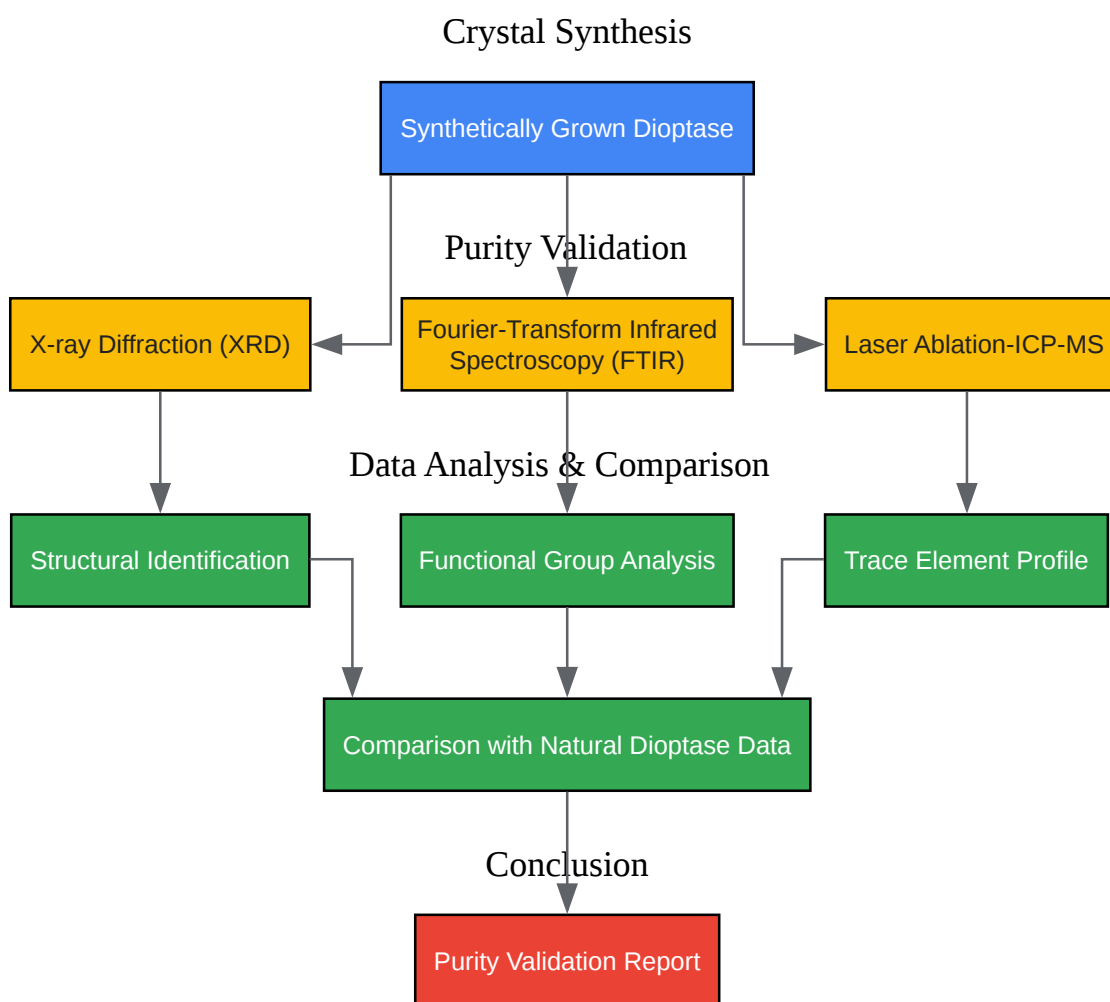 Crystal Synthesis
Synthetically Grown Dioptase
Purity Validation
X-ray Diffraction (XRD)
Fourier-Transform Infrared
Spectroscopy (FTIR)
Laser Ablation-ICP-MS
Data Analysis & Comparison
Structural Identification
Functional Group Analysis
Trace Element Profile
Comparison with Natural Dioptase Data
Conclusion
Purity Validation Report